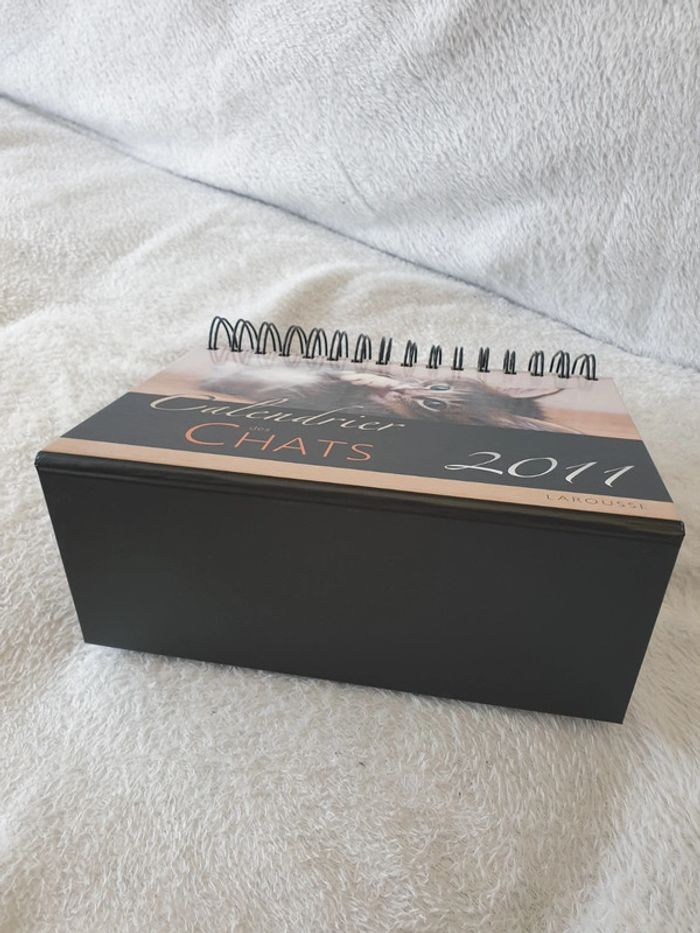 Calendrier
des
CHATS
2011
LAROUSSE